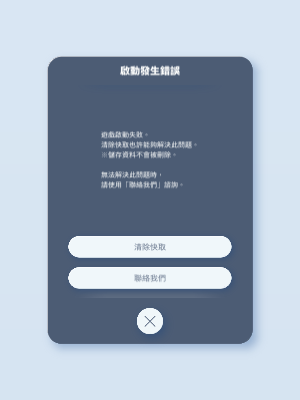 啟動發生錯誤
遊戲啟動失敗。
清除快取也許能夠解決此問題。
※儲存資料不會被刪除。
無法解決此問題時，
請使用「聯絡我們」諮詢。
清除快取
聯絡我們